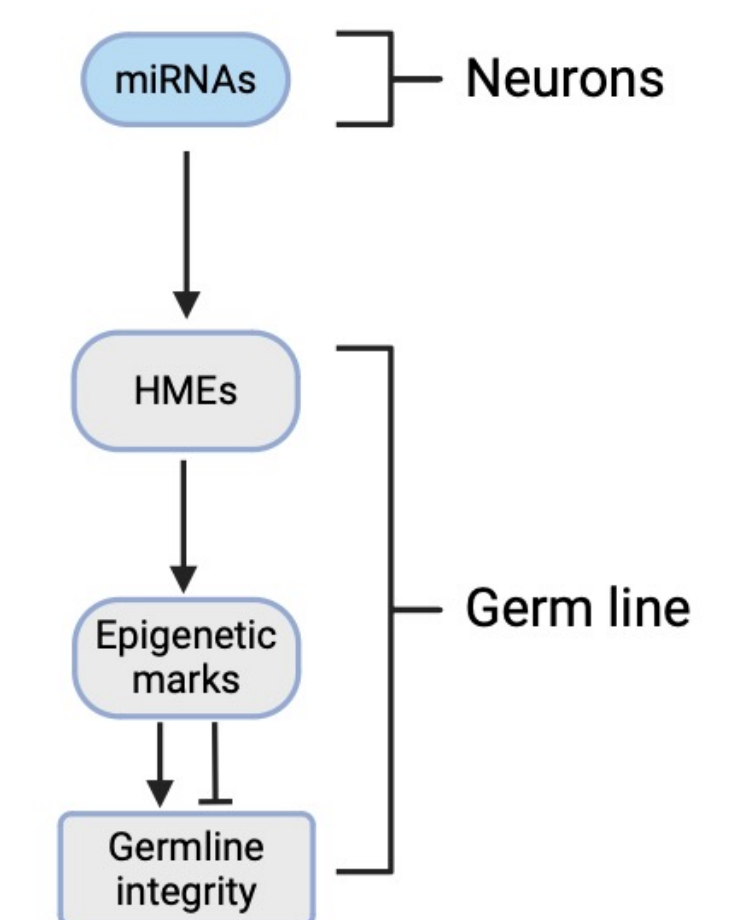 miRNAs
Neurons
HMEs
Epigenetic
marks
Germ line
Germline
integrity